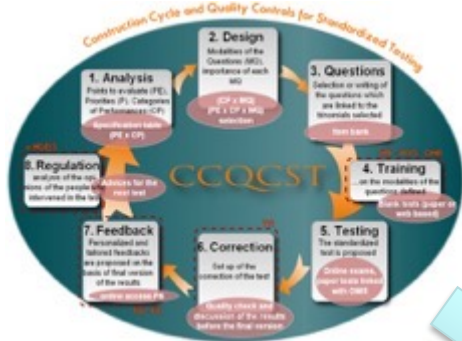 Construction Cycle and Quality Controls for Standardized Testing
1. Analysis
Points to evaluate (PE),
Priorities (P), Categories
of Performances (CP)
Specification table
(PE x CP)
2. Design
Modalities of the
Questions (MQ),
importance of each
MQ
(CP x MQ)
(PE x CP x MQ)
selection
3. Questions
Selection or writing of
the questions which
are linked to the
binomials selected
Item bank
4. Training
... on the modalities of the
questions defined
Blank tests (paper or
web based)
5. Testing
The standardized
test is proposed
Online exams,
paper tests linked
with OMR
6. Correction
Set up of the
correction of the test
Quality check and
discussion of the results
before the final version
7. Feedback
Personalized and
tailored feedbacks
are proposed on the
basis of final version
of the results
online access
8. Regulation
analysis of the opi-
nions of the people
intervened in the test
Advices for the
next test
CCQCST